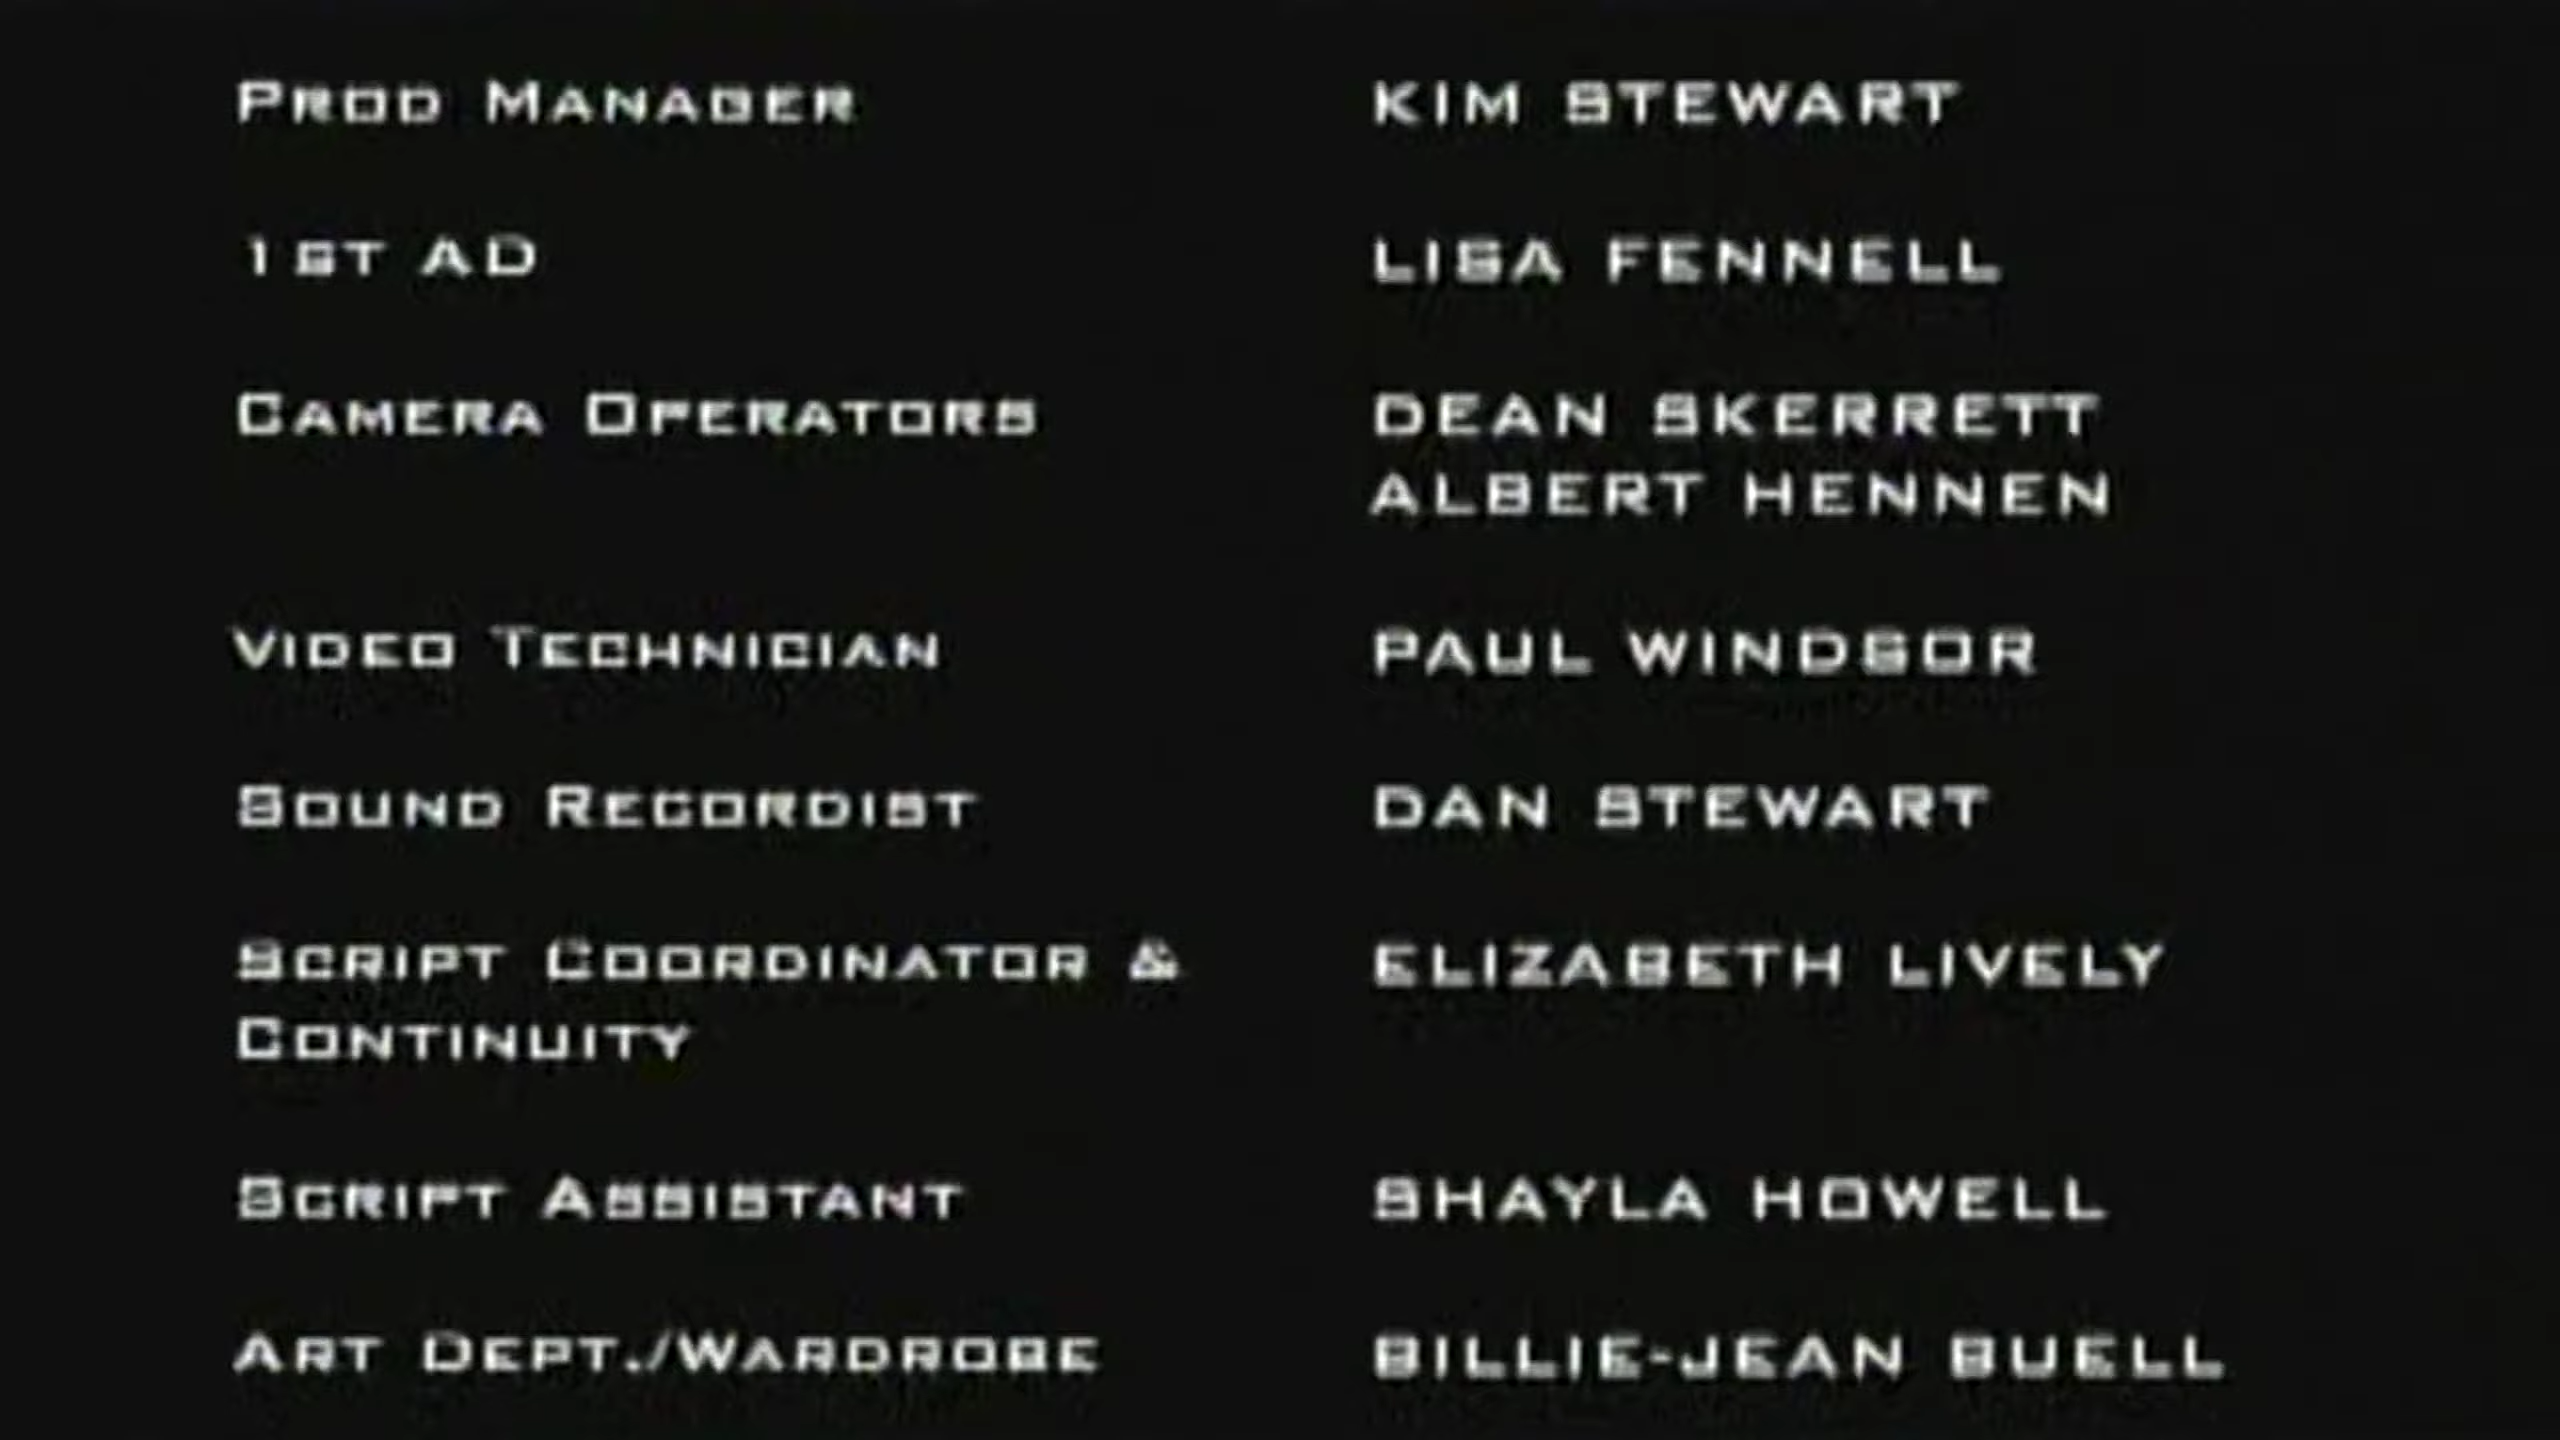 Prod Manager KIM STEWART
1st AD LISA FENNELL
Camera Operators DEAN SKERRETT
ALBERT HENNEN
Video Technician PAUL WINDSOR
Sound Recordist DAN STEWART
Script Coordinator & ELIZABETH LIVELY
Continuity
Script Assistant SHAYLA HOWELL
Art Dept./Wardrobe BILLIE-JEAN BUELL